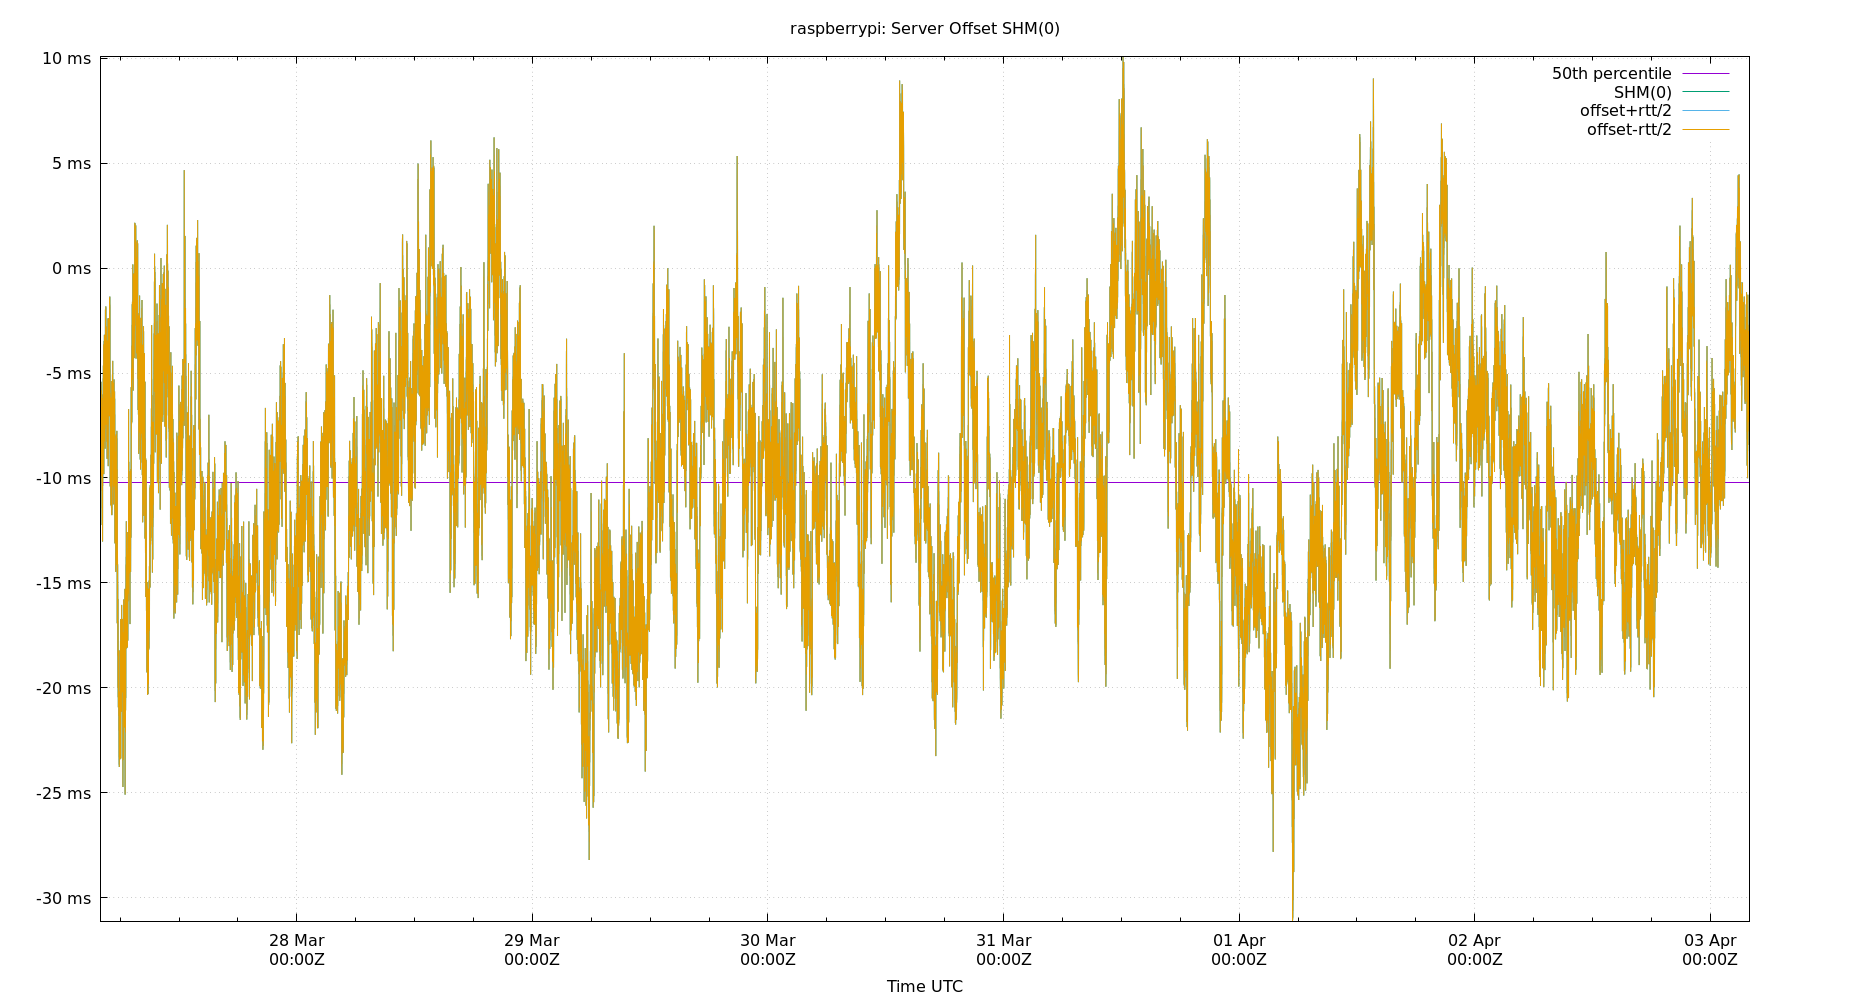 raspberrypi: Server Offset SHM(0)
10 ms
5 ms
0 ms
-5 ms
-10 ms
-15 ms
-20 ms
-25 ms
-30 ms
50th percentile
SHM(0)
offset+rtt/2
offset-rtt/2
28 Mar 29 Mar 30 Mar 31 Mar 01 Apr 02 Apr 03 Apr
00:00Z 00:00Z 00:00Z 00:00Z 00:00Z 00:00Z 00:00Z
Time UTC